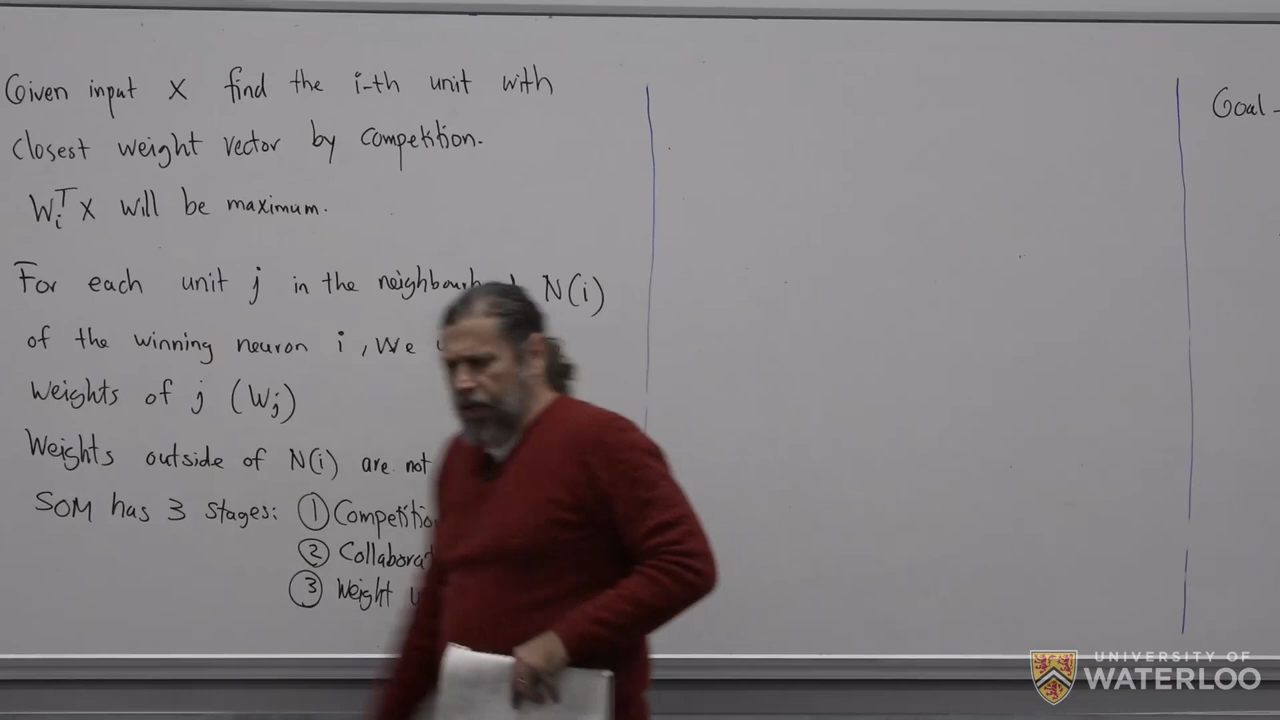 Given input X find the i-th unit with
closest weight vector by competition.
W_i^T X will be maximum.
For each unit j in the N(i)
of the winning neuron i, We
Weights of j (W_j)
Weights outside of N(i) are not
SOM has 3 stages: ①
②
③ Weight
Goal -
UNIVERSITY OF
WATERLOO